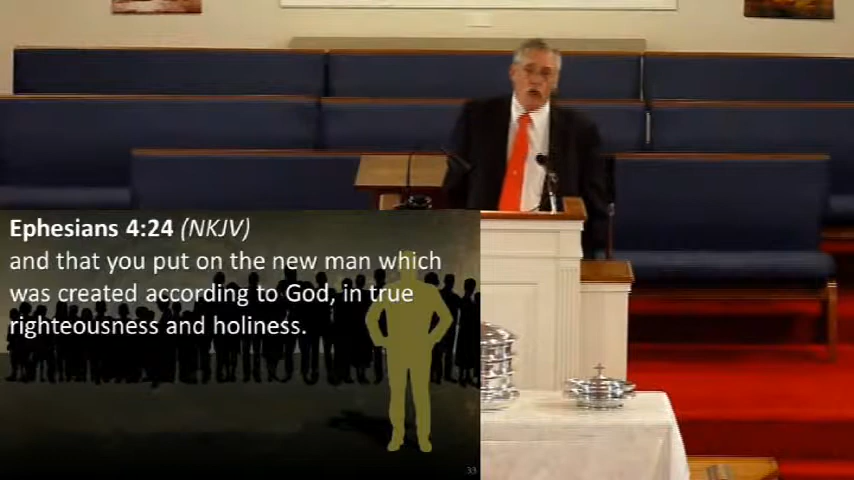 Ephesians 4:24 (NKJV)
and that you put on the new man which
was created according to God, in true
righteousness and holiness.
33